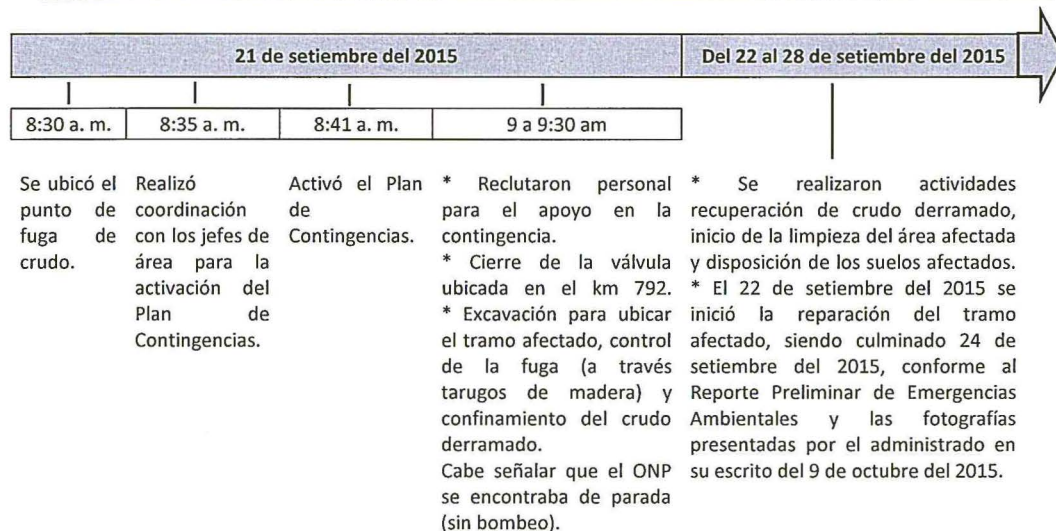 21 de setiembre del 2015
Del 22 al 28 de setiembre del 2015
8:30 a. m.
8:35 a. m.
8:41 a. m.
9 a 9:30 am
Se ubicó el
punto de
fuga de
crudo.
Realizó
coordinación
con los jefes de
área para la
activación del
Plan de
Contingencias.
Activó el Plan
de
Contingencias.
* Reclutaron personal
para el apoyo en la
contingencia.
* Cierre de la válvula
ubicada en el km 792.
* Excavación para ubicar
el tramo afectado, control
de la fuga (a través
tarugos de madera) y
confinamiento del crudo
derramado.
Cabe señalar que el ONP
se encontraba de parada
(sin bombeo).
* Se realizaron actividades
recuperación de crudo derramado,
inicio de la limpieza del área afectada
y disposición de los suelos afectados.
* El 22 de setiembre del 2015 se
inició la reparación del tramo
afectado, siendo culminado 24 de
setiembre del 2015, conforme al
Reporte Preliminar de Emergencias
Ambientales y las fotografías
presentadas por el administrado en
su escrito del 9 de octubre del 2015.